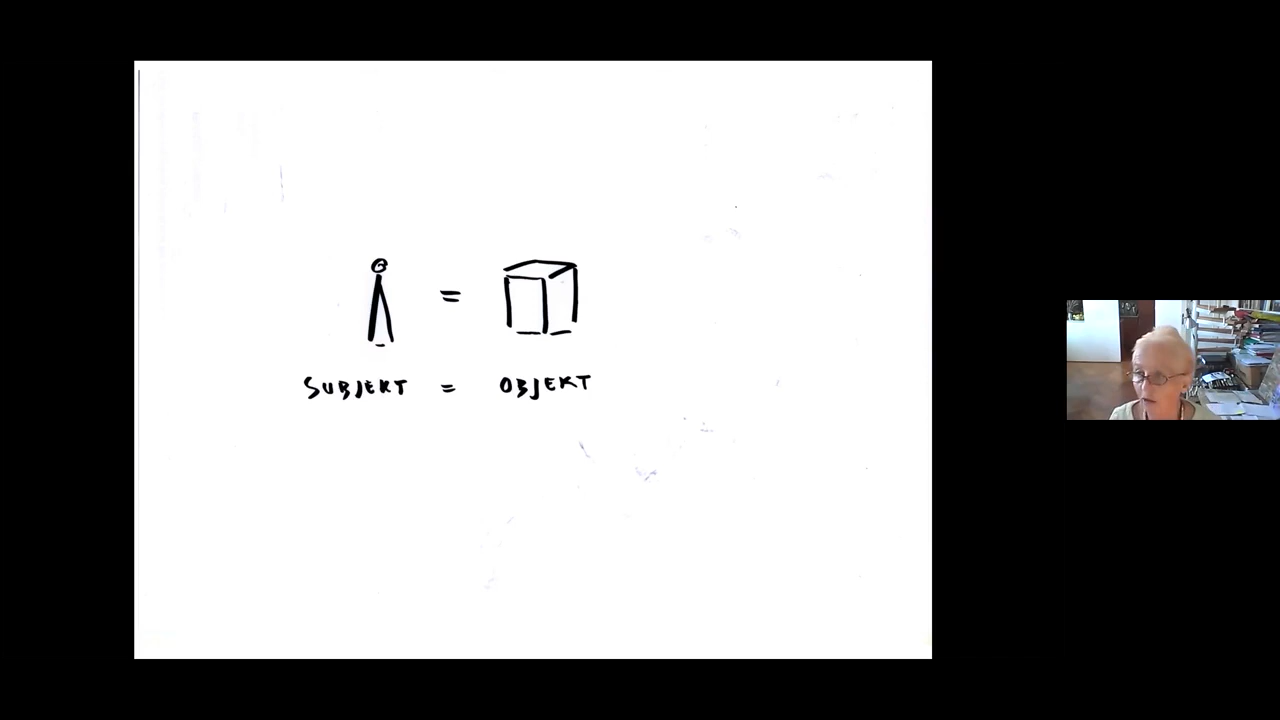 =
SUBJEKT = OBJEKT